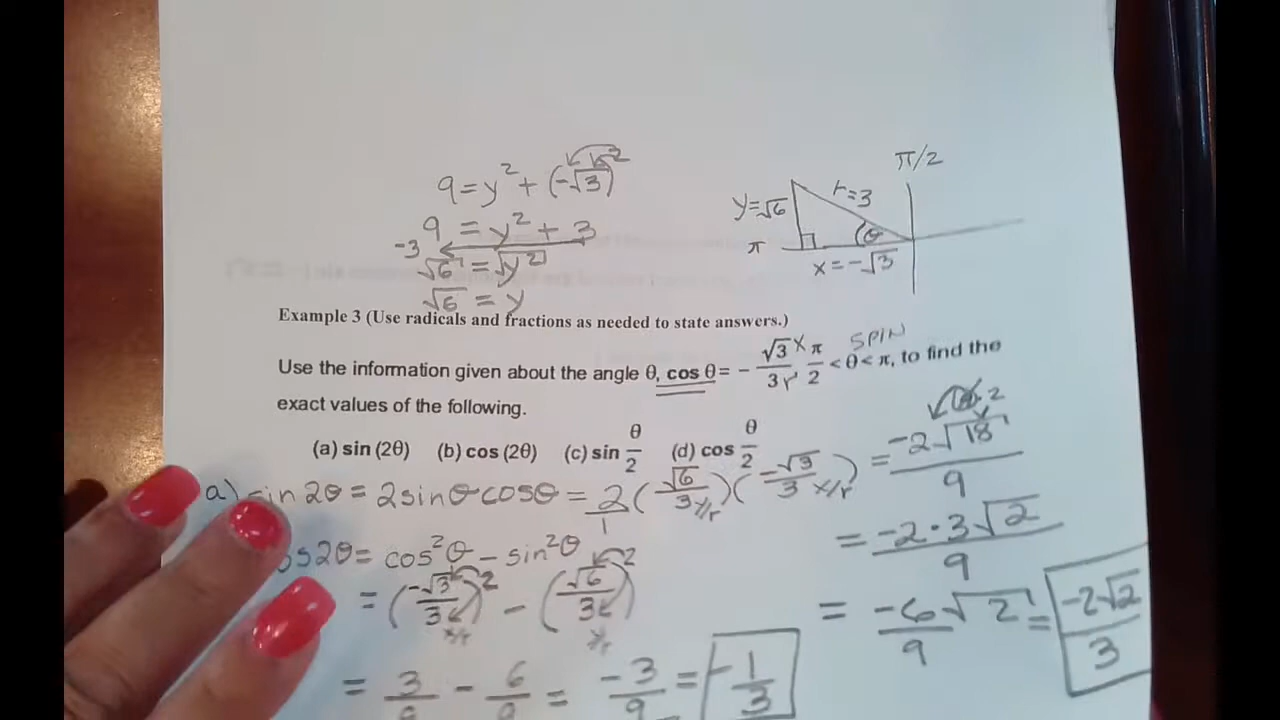 9 = y² + (-√3)²
9 = y² + 3
-3
√6 = √y²
√6 = y
π/2
y=√6
r=3
π
θ
x=-√3
Example 3 (Use radicals and fractions as needed to state answers.)
SPIN
Use the information given about the angle θ, cos θ = - √3/3 x r, π/2 < θ < π, to find the
exact values of the following.
(a) sin (2θ) (b) cos (2θ) (c) sin θ/2 (d) cos θ/2
a) sin 2θ = 2 sin θ cos θ = 2/1 (√6/3 y/r)(-√3/3 x/r) = -2√18/9
= -2·3√2/9
= -6√2/9 = -2√2/3
cos2θ = cos²θ - sin²θ
= (-√3/3 x/r)² - (√6/3 y/r)²
= 3/9 - 6/9 = -3/9 = -1/3